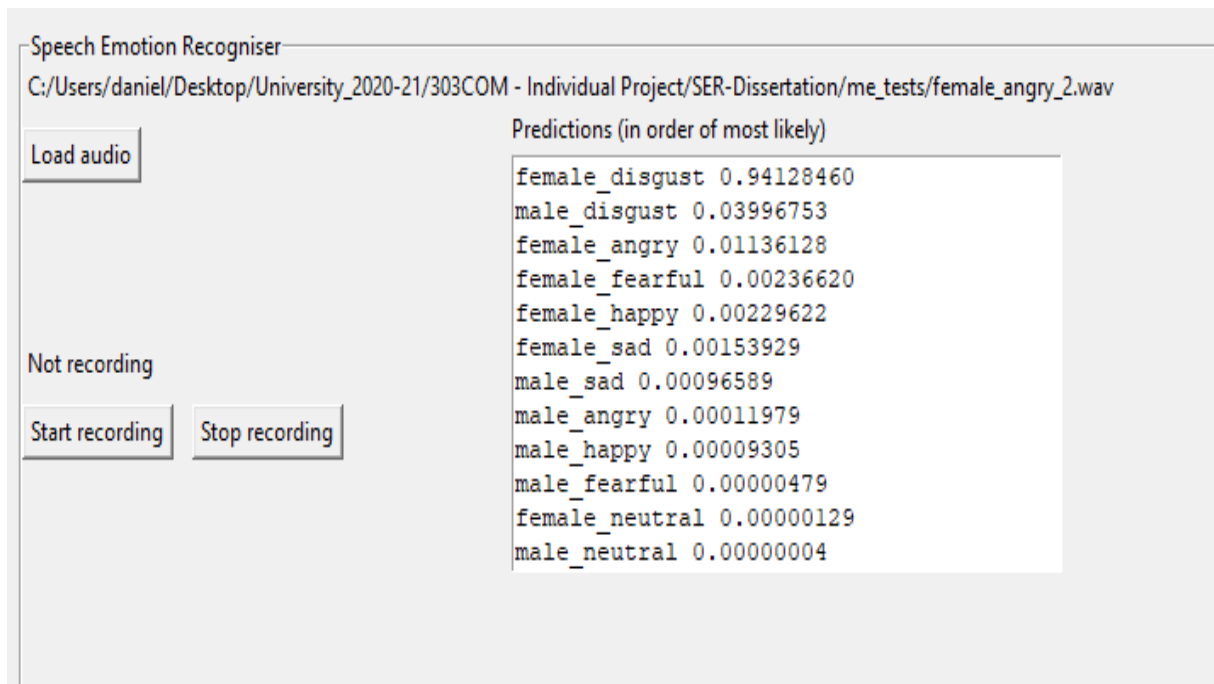 Speech Emotion Recogniser
C:/Users/daniel/Desktop/University_2020-21/303COM - Individual Project/SER-Dissertation/me_tests/female_angry_2.wav
Load audio
Predictions (in order of most likely)
female_disgust 0.94128460
male_disgust 0.03996753
female_angry 0.01136128
female_fearful 0.00236620
female_happy 0.00229622
female_sad 0.00153929
male_sad 0.00096589
male_angry 0.00011979
male_happy 0.00009305
male_fearful 0.00000479
female_neutral 0.00000129
male_neutral 0.00000004
Not recording
Start recording Stop recording